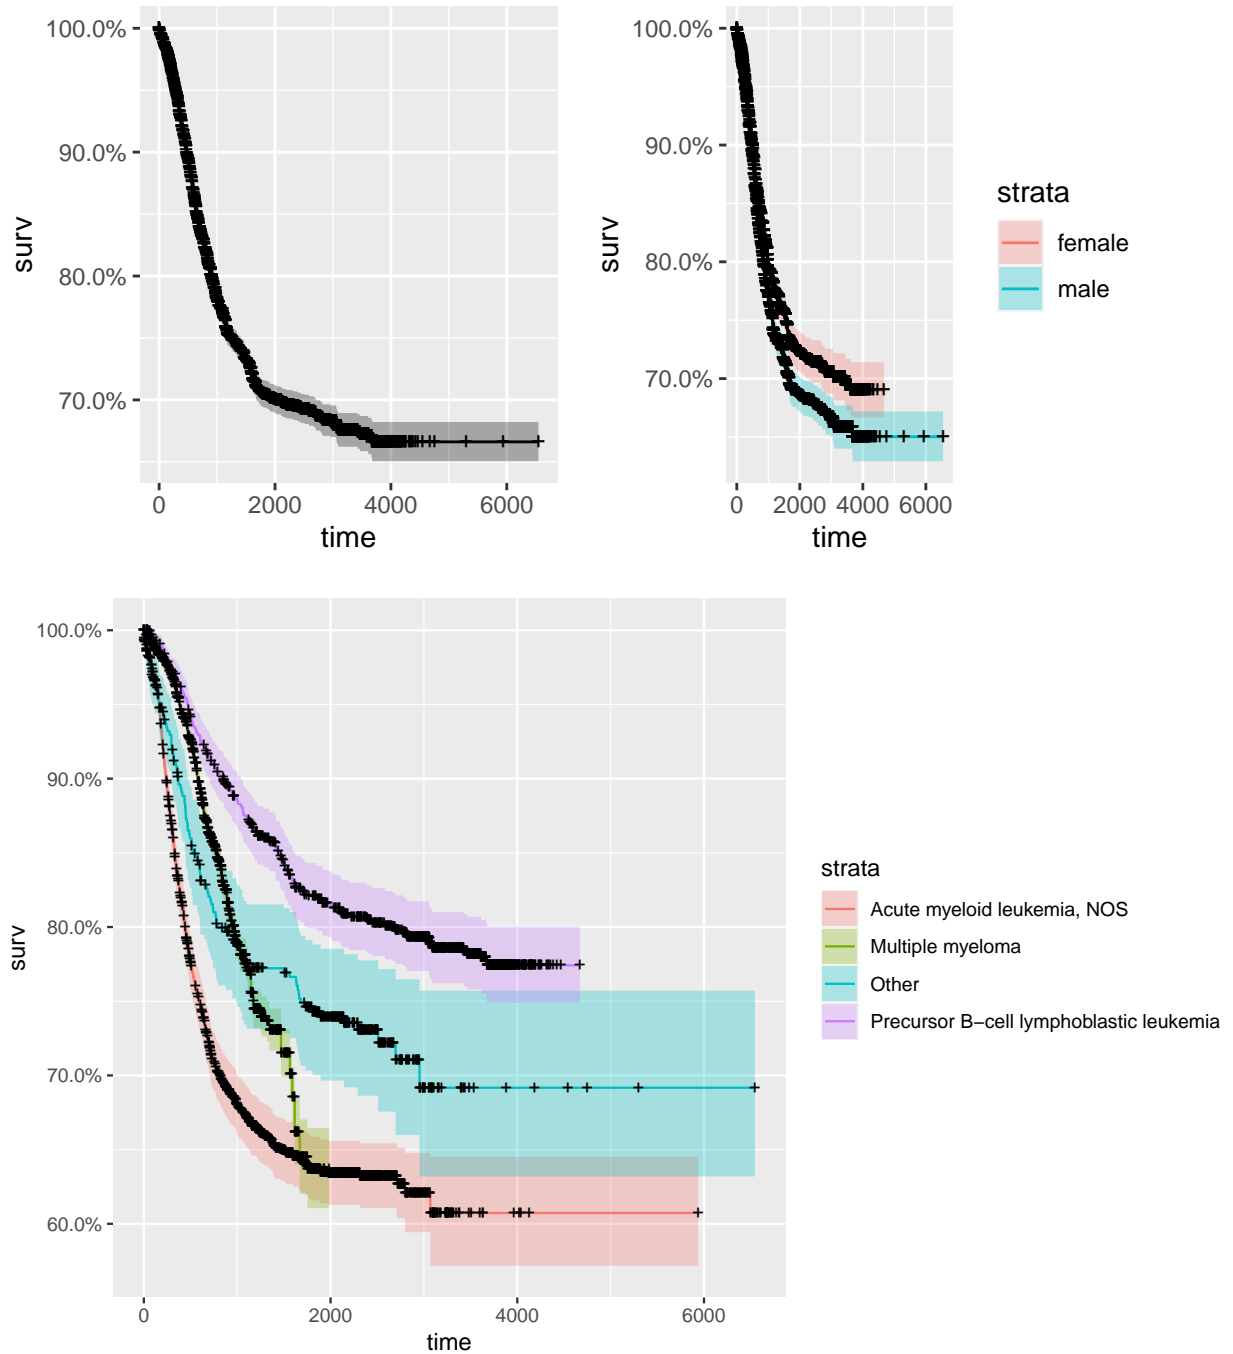 100.0%
90.0%
80.0%
70.0%
surv
0 2000 4000 6000
time
100.0%
90.0%
80.0%
70.0%
surv
0 2000 4000 6000
time
strata
female
male
100.0%
90.0%
80.0%
70.0%
60.0%
surv
0 2000 4000 6000
time
strata
Acute myeloid leukemia, NOS
Multiple myeloma
Other
Precursor B−cell lymphoblastic leukemia